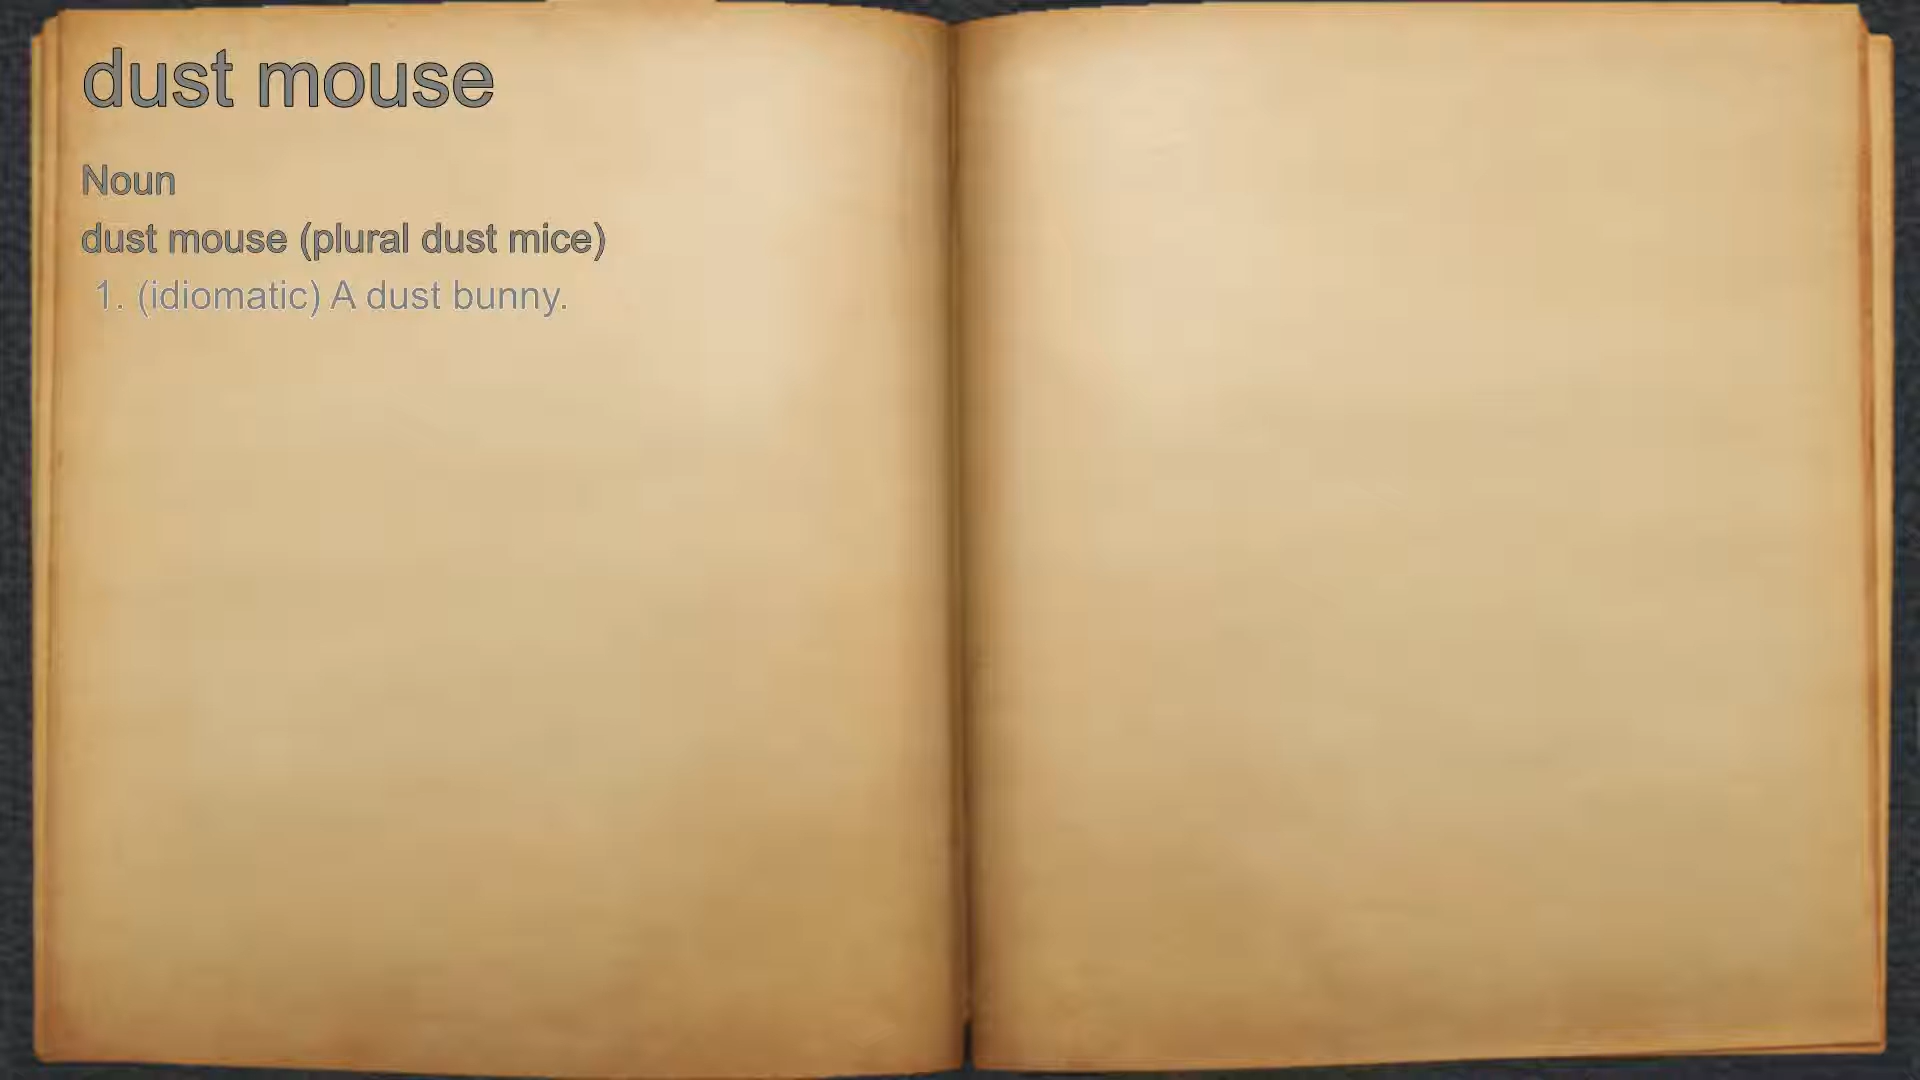 dust mouse
Noun
dust mouse (plural dust mice)
1. (idiomatic) A dust bunny.